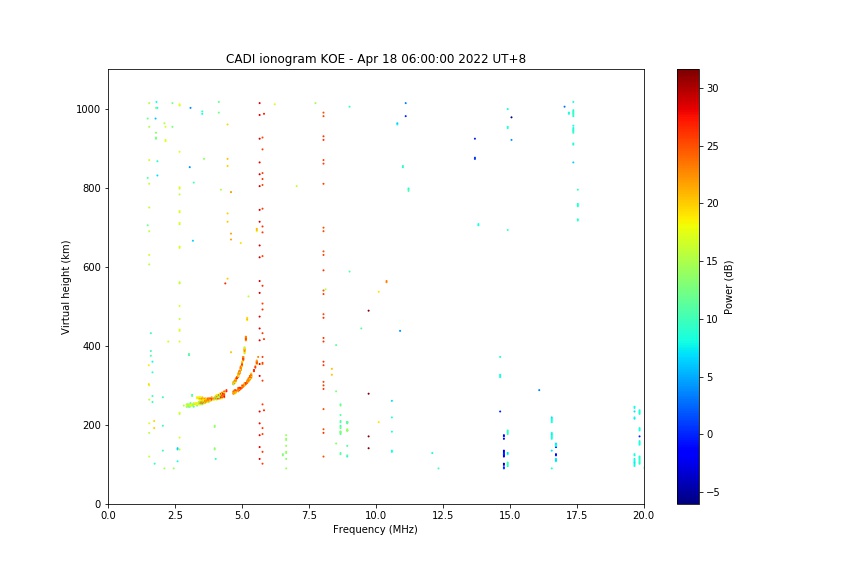 CADI ionogram KOE - Apr 18 06:00:00 2022 UT+8
1000
800
600
400
200
0
Virtual height (km)
0.0 2.5 5.0 7.5 10.0 12.5 15.0 17.5 20.0
Frequency (MHz)
30
25
20
15
10
5
0
−5
Power (dB)